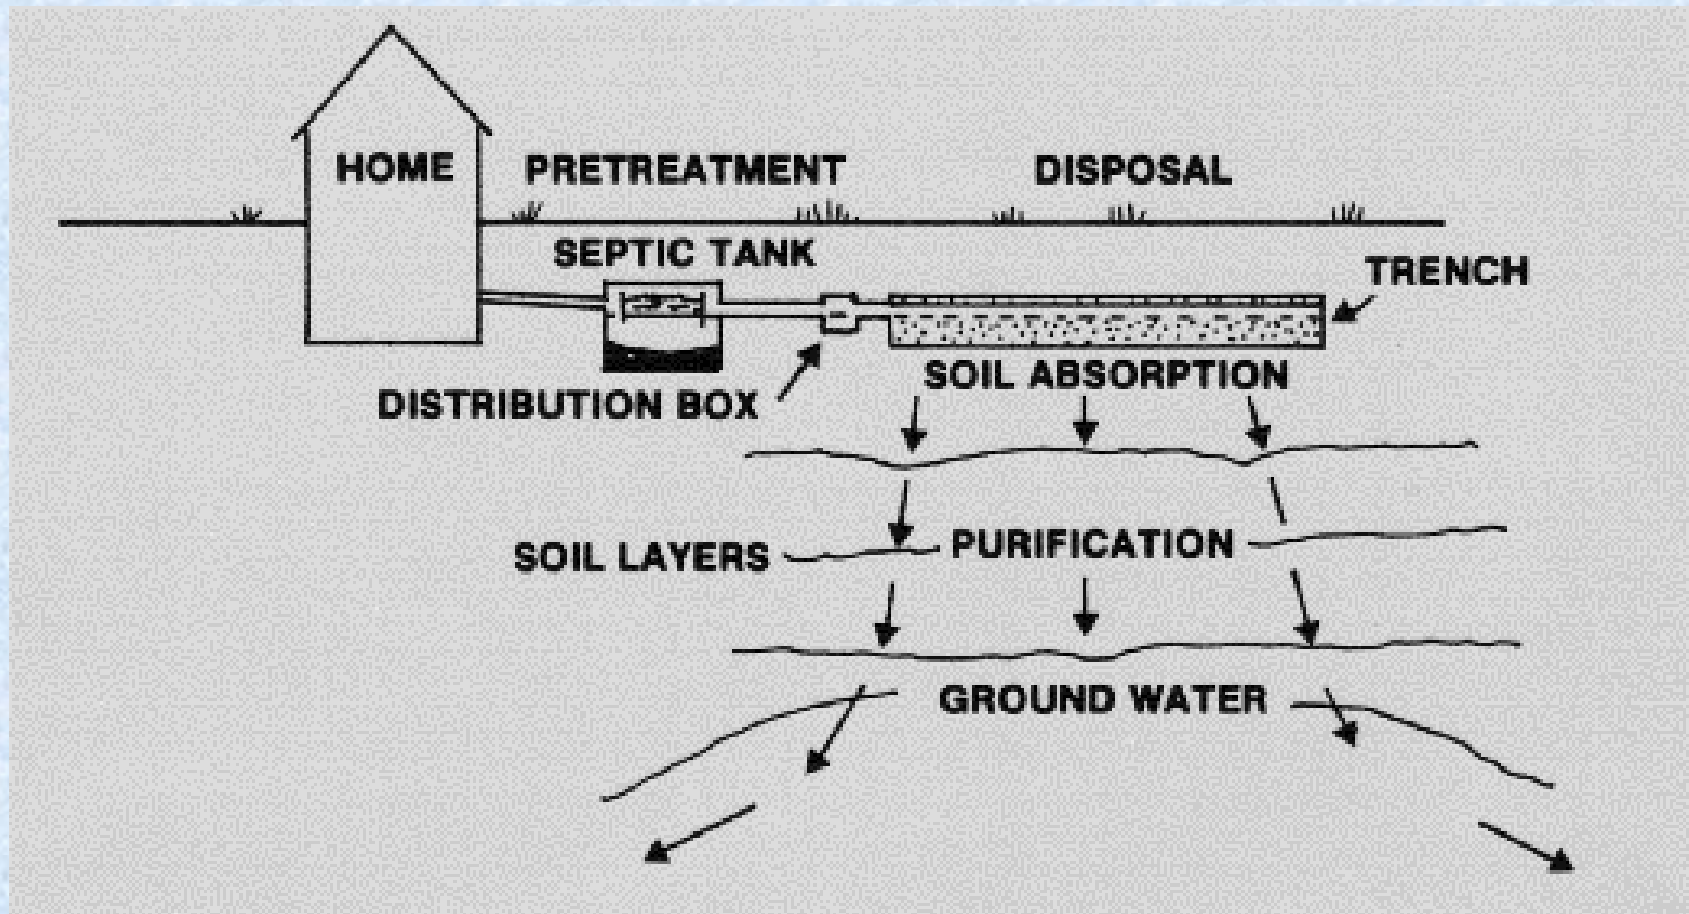 HOME
PRETREATMENT
DISPOSAL
SEPTIC TANK
TRENCH
DISTRIBUTION BOX
SOIL ABSORPTION
SOIL LAYERS
PURIFICATION
GROUND WATER